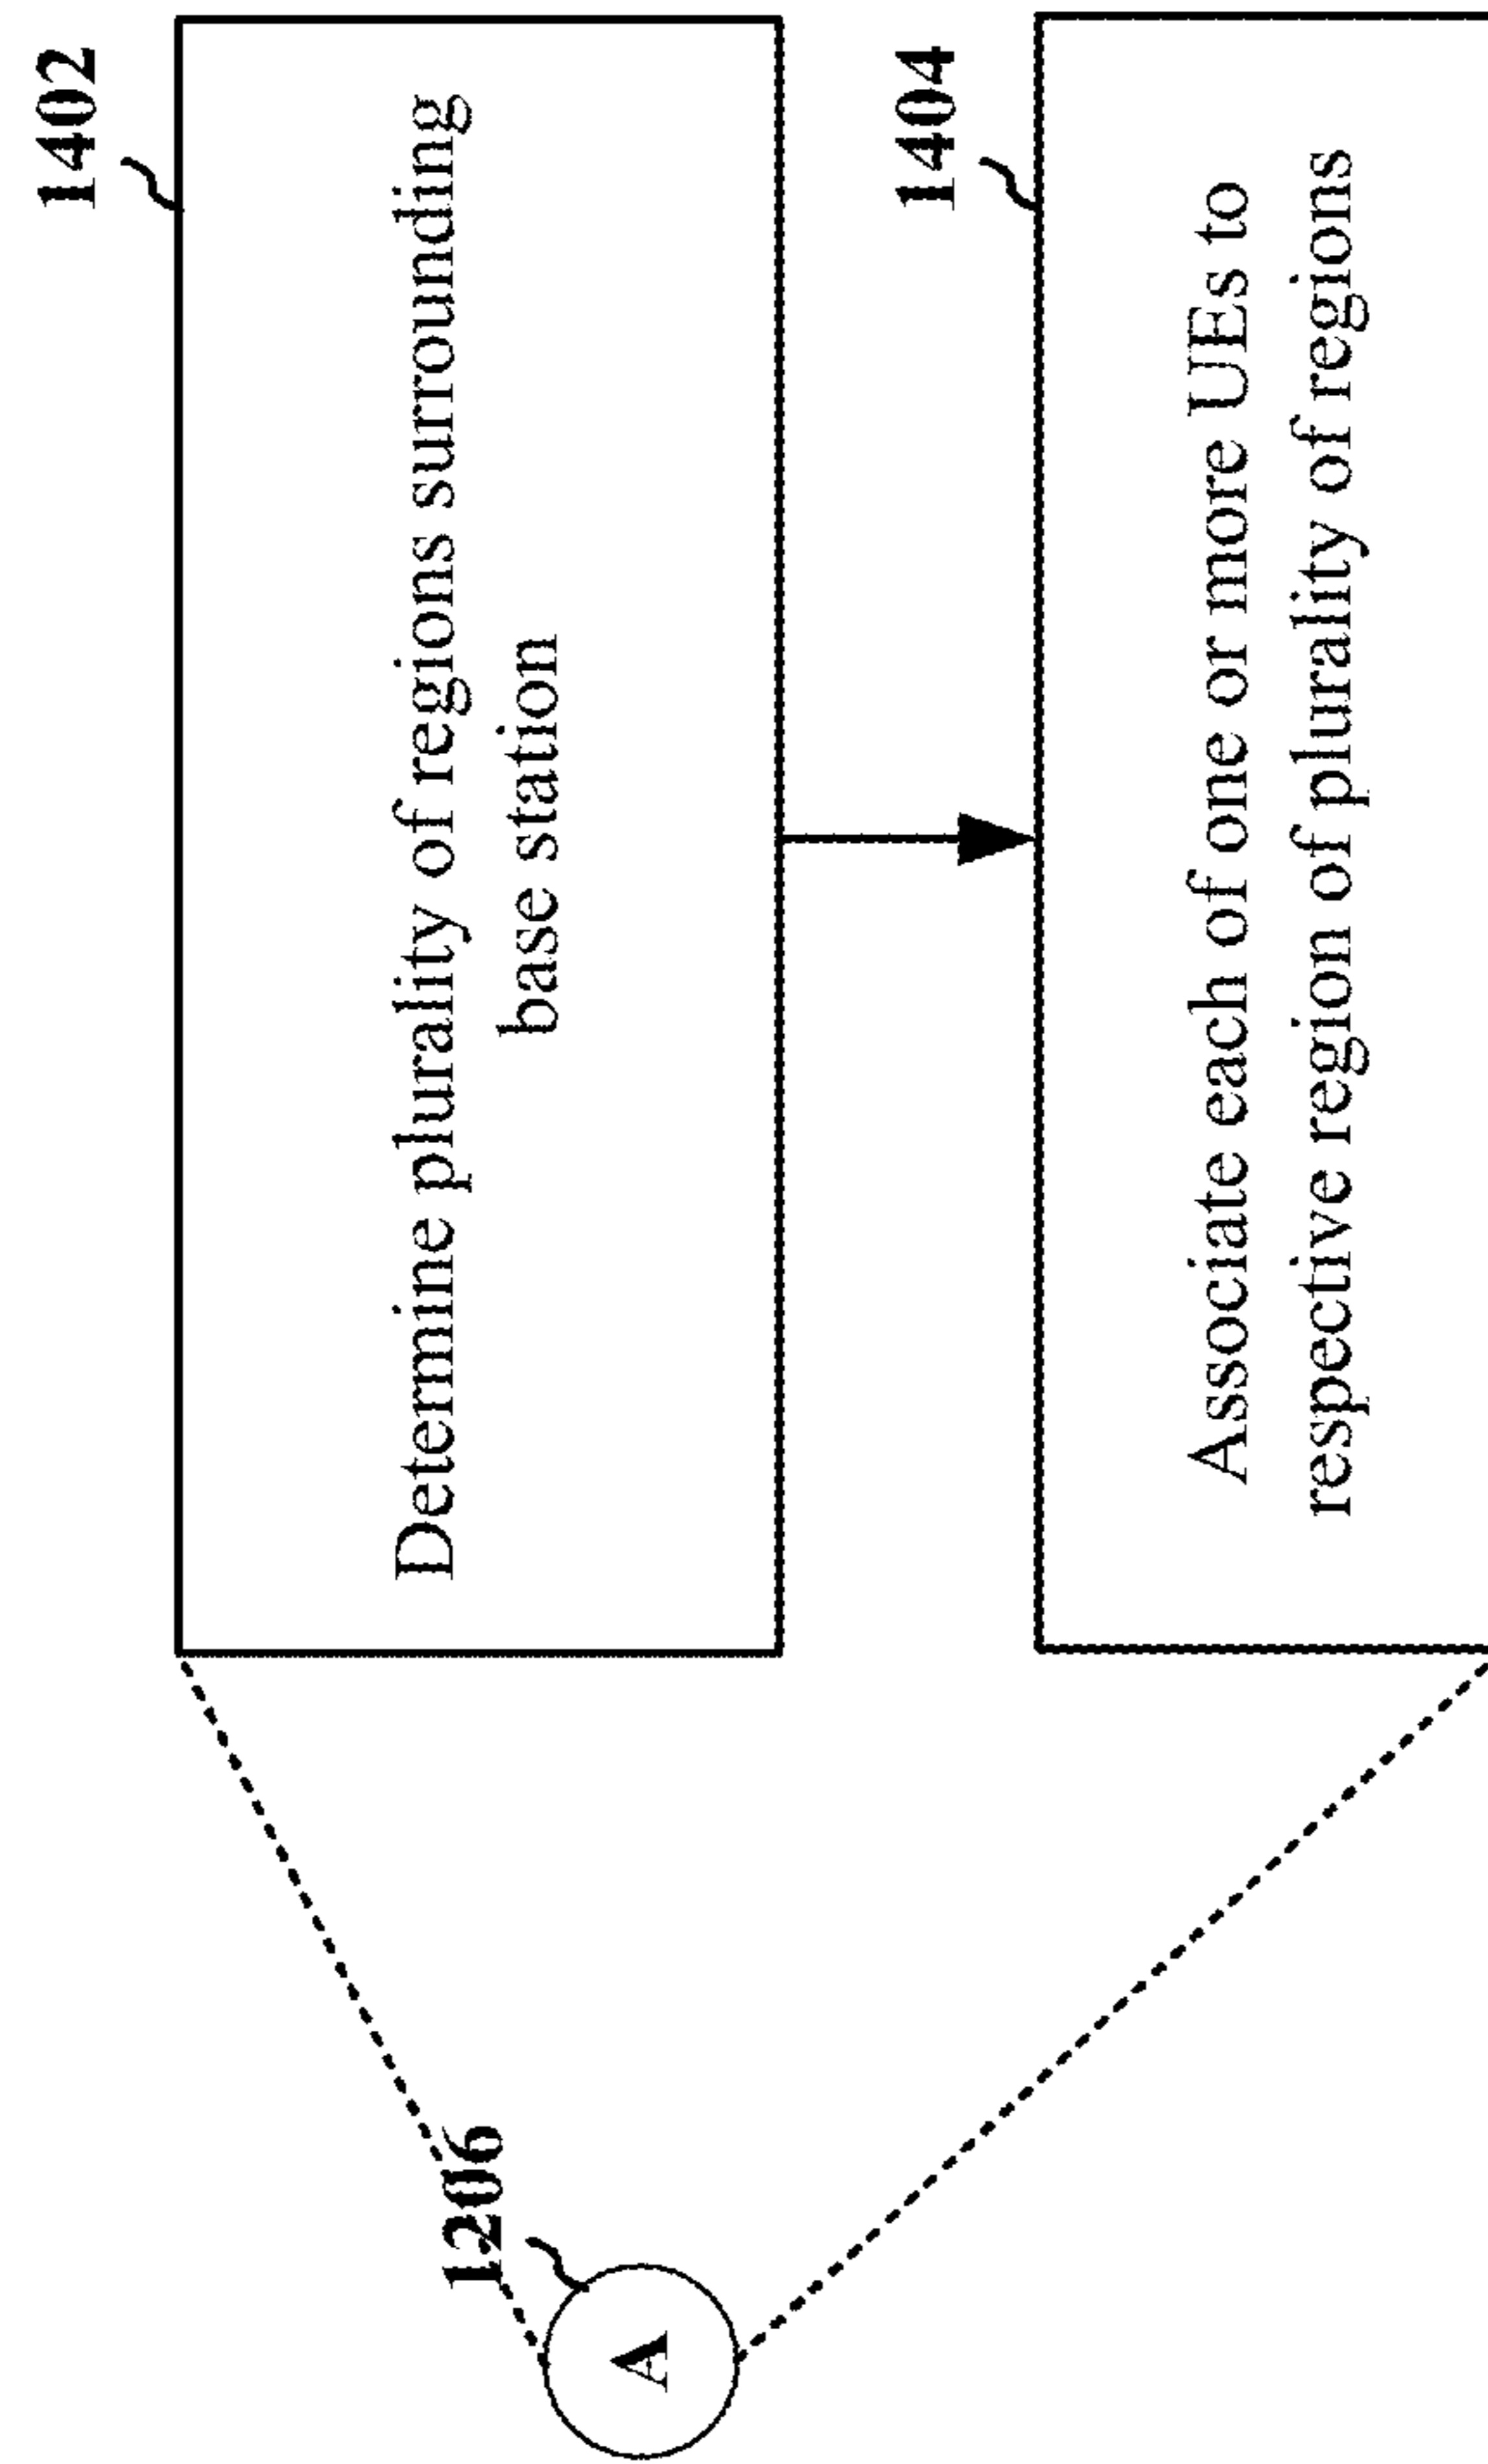 1402
Determine plurality of regions surrounding
base station
1404
Associate each of one or more UEs to
respective region of plurality of regions
1206
A